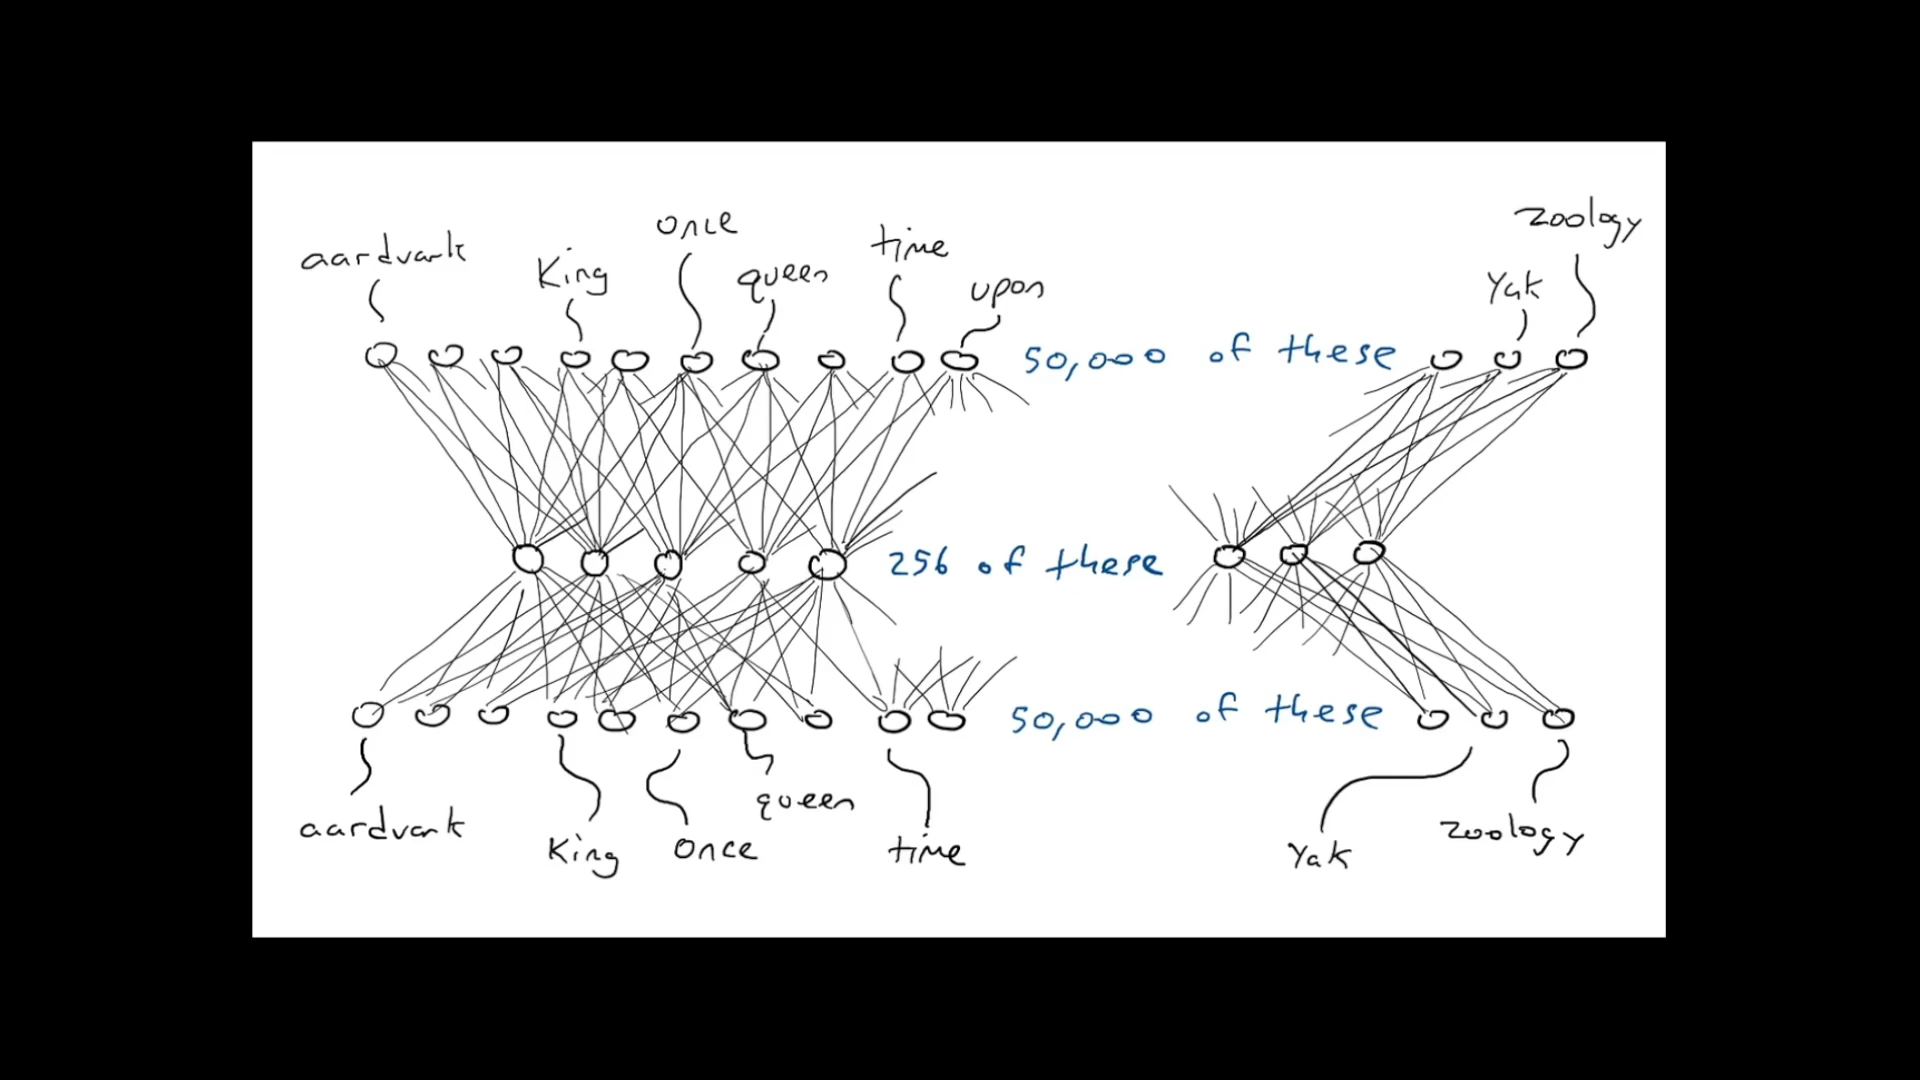 aardvark
King
once
queen
time
upon
Yak
zoology
50,000 of these
256 of these
50,000 of these
aardvark
King
once
queen
time
Yak
zoology